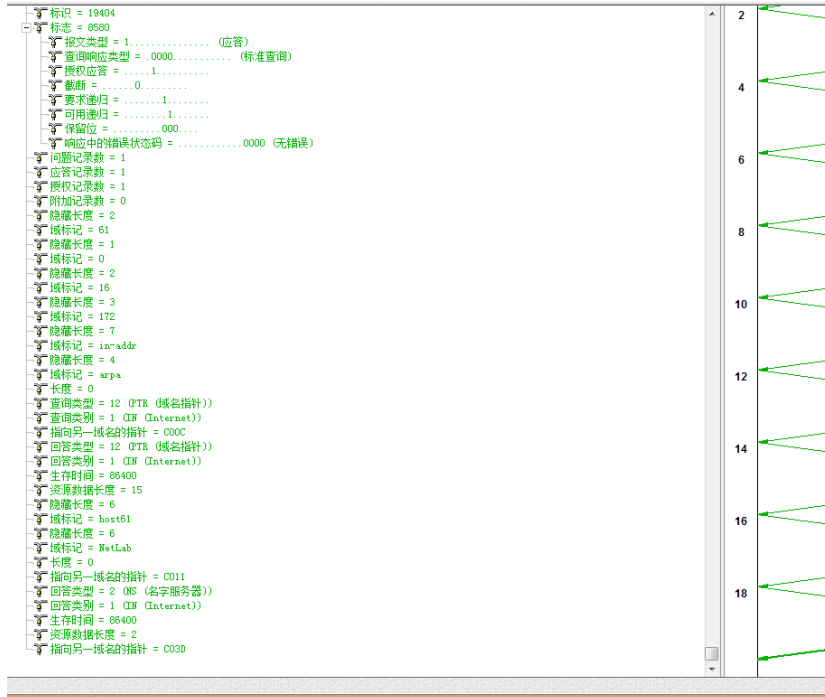 标识 = 19404
标志 = 8580
报文类型 = 1............... (应答)
查询响应类型 = .0000........... (标准查询)
授权应答 = .....1..........
截断 = ......0.........
要求递归 = .......1........
可用递归 = ........1.......
保留位 = .........000....
响应中的错误状态码 = ............0000 (无错误)
问题记录数 = 1
应答记录数 = 1
授权记录数 = 1
附加记录数 = 0
隐藏长度 = 2
域标记 = 61
隐藏长度 = 1
域标记 = 0
隐藏长度 = 2
域标记 = 16
隐藏长度 = 3
域标记 = 172
隐藏长度 = 7
域标记 = in-addr
隐藏长度 = 4
域标记 = arpa
长度 = 0
查询类型 = 12 (PTR (域名指针))
查询类别 = 1 (IN (Internet))
指向另一域名的指针 = C00C
回答类型 = 12 (PTR (域名指针))
回答类别 = 1 (IN (Internet))
生存时间 = 86400
资源数据长度 = 15
隐藏长度 = 6
域标记 = host61
隐藏长度 = 6
域标记 = NetLab
长度 = 0
指向另一域名的指针 = C011
回答类型 = 2 (NS (名字服务器))
回答类别 = 1 (IN (Internet))
生存时间 = 86400
资源数据长度 = 2
指向另一域名的指针 = C03D
2
4
6
8
10
12
14
16
18